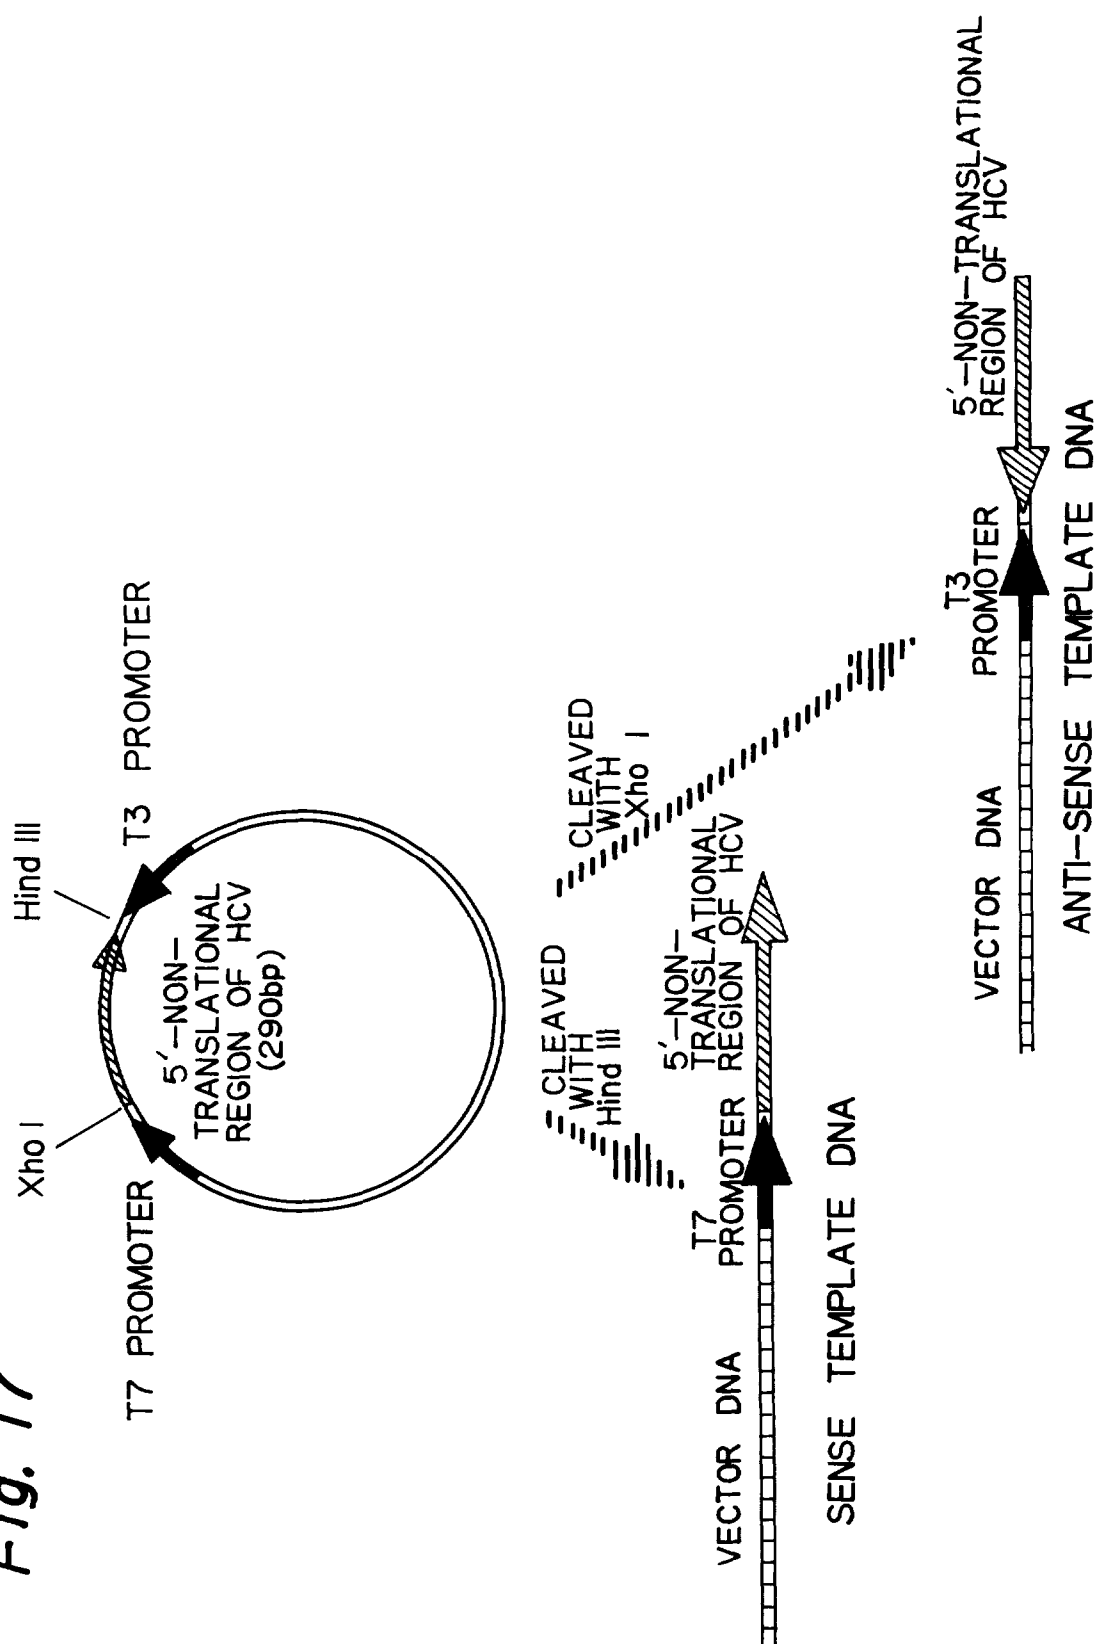 Fig. 17
Xho I
Hind III
T7 PROMOTER
T3 PROMOTER
5′-NON-
TRANSLATIONAL
REGION OF HCV
(290bp)
CLEAVED
WITH
Hind III
CLEAVED
WITH
Xho I
VECTOR DNA
T7
PROMOTER
5′-NON-
TRANSLATIONAL
REGION OF HCV
SENSE TEMPLATE DNA
VECTOR DNA
T3
PROMOTER
5′-NON-TRANSLATIONAL
REGION OF HCV
ANTI-SENSE TEMPLATE DNA